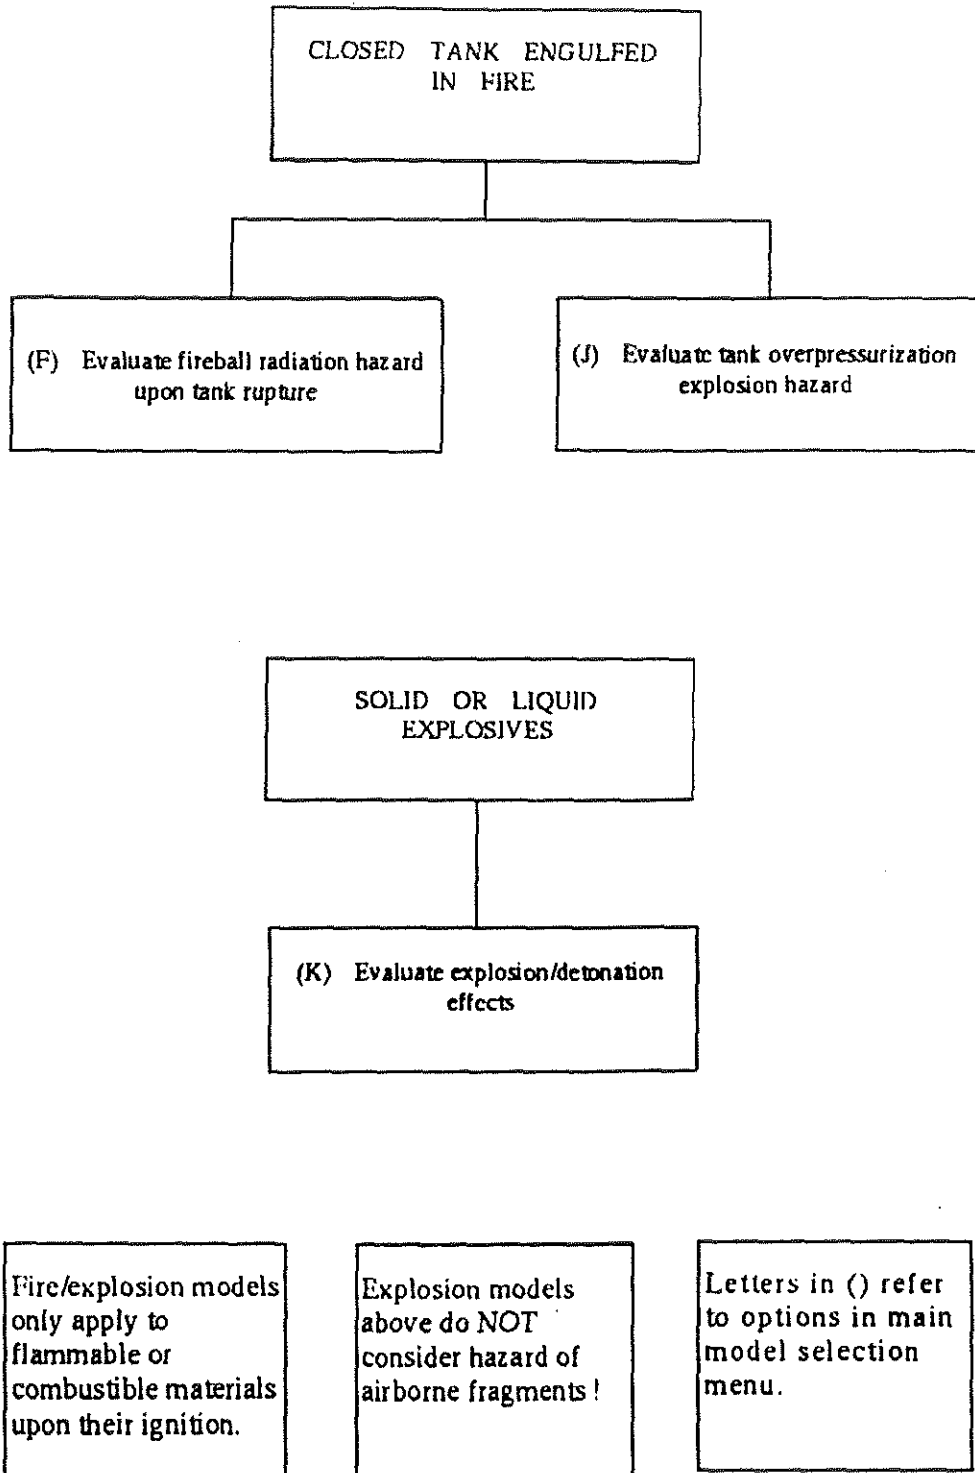 CLOSED TANK ENGULFED
IN FIRE
(F) Evaluate fireball radiation hazard
upon tank rupture
(J) Evaluate tank overpressurization
explosion hazard
SOLID OR LIQUID
EXPLOSIVES
(K) Evaluate explosion/detonation
effects
Fire/explosion models
only apply to
flammable or
combustible materials
upon their ignition.
Explosion models
above do NOT
consider hazard of
airborne fragments !
Letters in () refer
to options in main
model selection
menu.